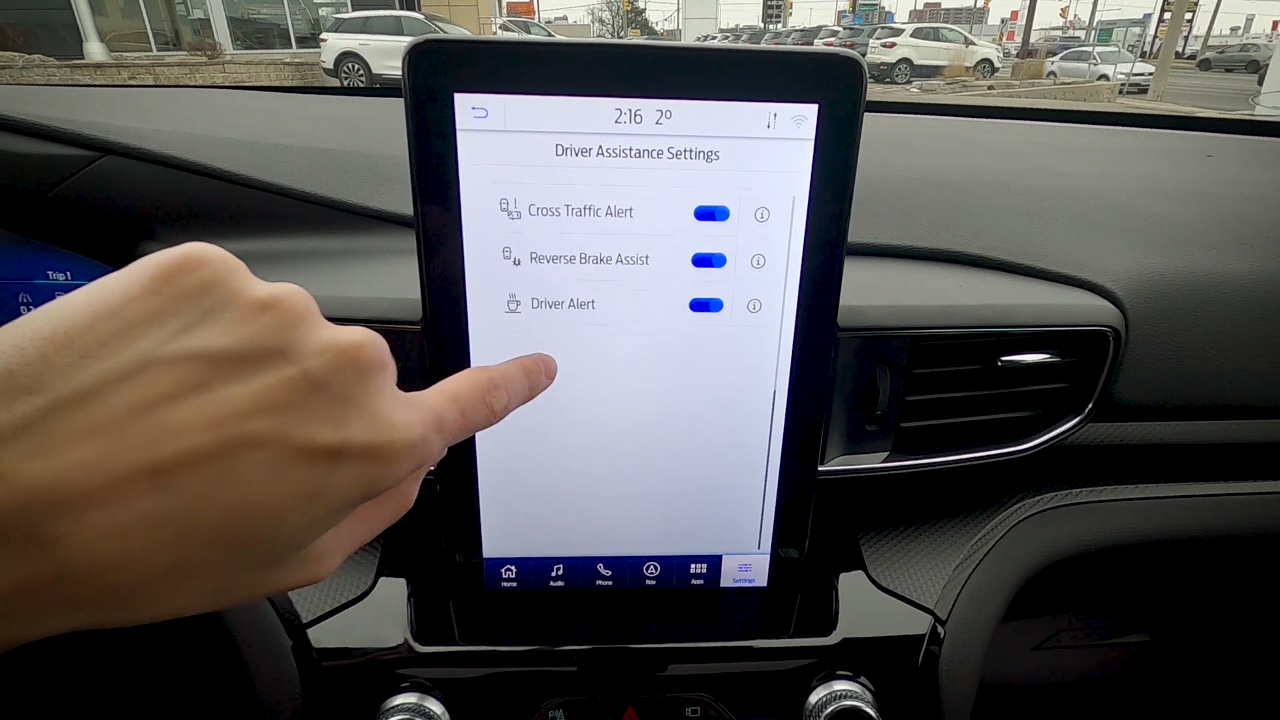 2:16 2°
Driver Assistance Settings
Cross Traffic Alert
Reverse Brake Assist
Driver Alert
Trip 1
Home Audio Phone Nav Apps Settings